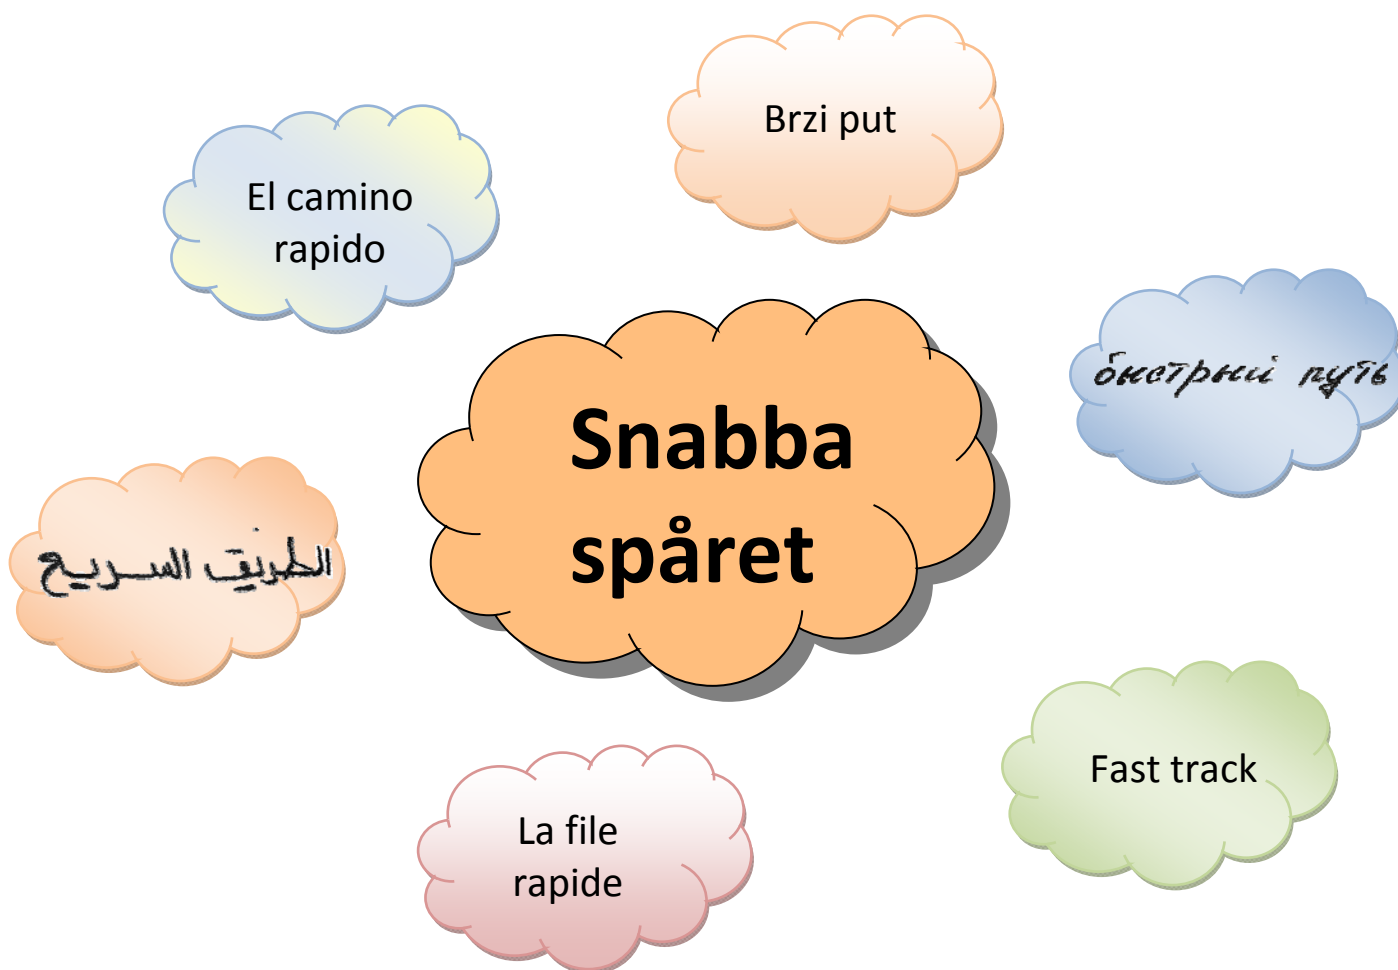 Brzi put
El camino
rapido
быстрый путь
Snabba
spåret
الطريق السريع
Fast track
La file
rapide